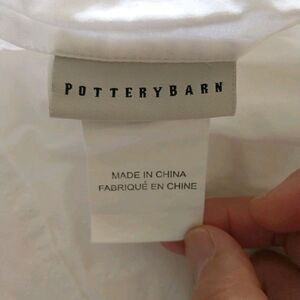 POTTERYBARN
MADE IN CHINA
FABRIQUÉ EN CHINE